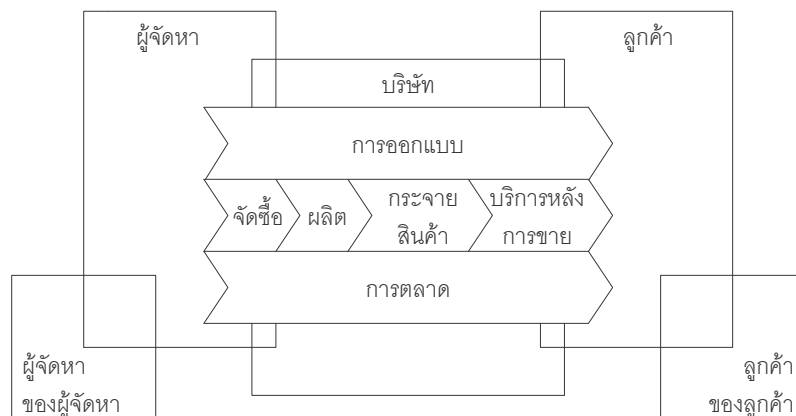 ผู้จัดหา
ลูกค้า
บริษัท
การออกแบบ
จัดซื้อ
ผลิต
กระจาย
สินค้า
บริการหลัง
การขาย
การตลาด
ผู้จัดหา
ของผู้จัดหา
ลูกค้า
ของลูกค้า